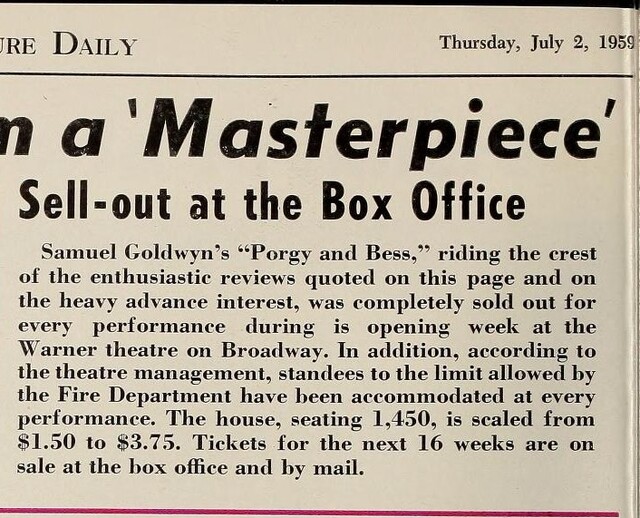 URE DAILY
Thursday, July 2, 1959
n a 'Masterpiece'
Sell-out at the Box Office
Samuel Goldwyn's “Porgy and Bess,” riding the crest
of the enthusiastic reviews quoted on this page and on
the heavy advance interest, was completely sold out for
every performance during is opening week at the
Warner theatre on Broadway. In addition, according to
the theatre management, standees to the limit allowed by
the Fire Department have been accommodated at every
performance. The house, seating 1,450, is scaled from
$1.50 to $3.75. Tickets for the next 16 weeks are on
sale at the box office and by mail.